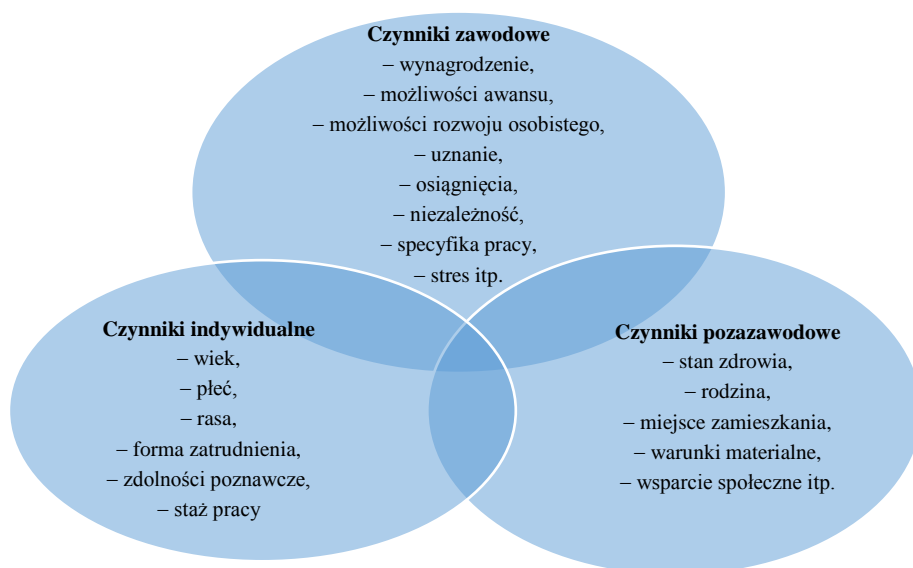 Czynniki zawodowe
– wynagrodzenie,
– możliwości awansu,
– możliwości rozwoju osobistego,
– uznanie,
– osiągnięcia,
– niezależność,
– specyfika pracy,
– stres itp.
Czynniki indywidualne
– wiek,
– płeć,
– rasa,
– forma zatrudnienia,
– zdolności poznawcze,
– staż pracy
Czynniki pozazawodowe
– stan zdrowia,
– rodzina,
– miejsce zamieszkania,
– warunki materialne,
– wsparcie społeczne itp.